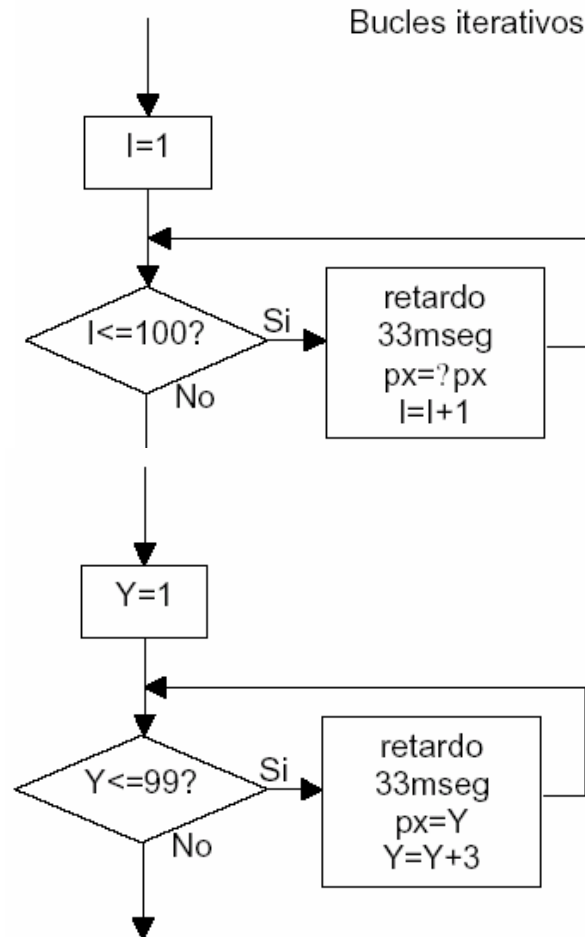 Bucles iterativos
I=1
I<=100?
Si
No
retardo
33mseg
px=?px
I=I+1
Y=1
Y<=99?
Si
No
retardo
33mseg
px=Y
Y=Y+3